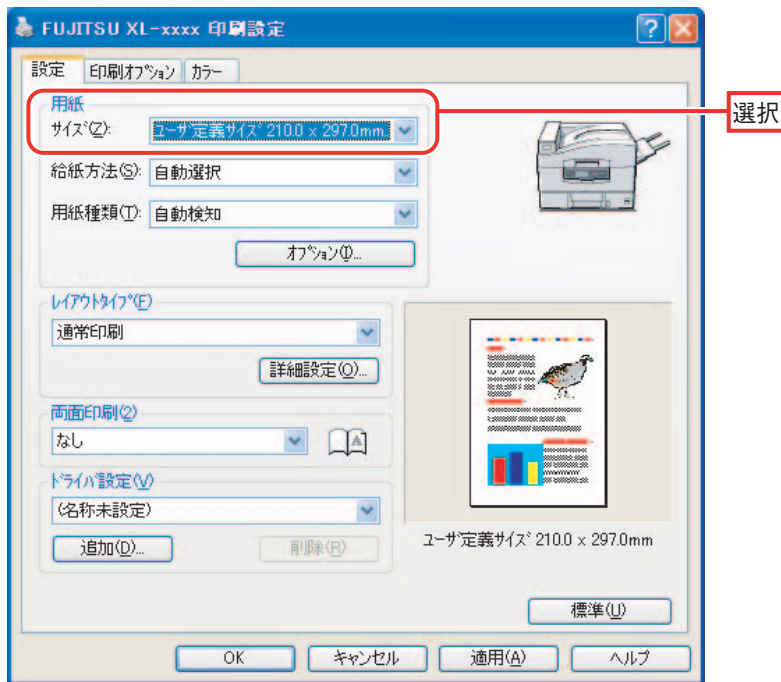 FUJITSU XL-xxxx 印刷設定
設定 印刷オプション カラー
用紙
サイズ(Z): ユーザ定義サイズ 210.0 x 297.0mm
選択
給紙方法(S): 自動選択
用紙種類(T): 自動検知
オプション(I)...
レイアウトタイプ(F)
通常印刷
詳細設定(O)...
両面印刷(2)
なし
A
ドライバ設定(V)
(名称未設定)
追加(D)... 削除(R)
ユーザ定義サイズ 210.0 x 297.0mm
標準(U)
OK キャンセル 適用(A) ヘルプ